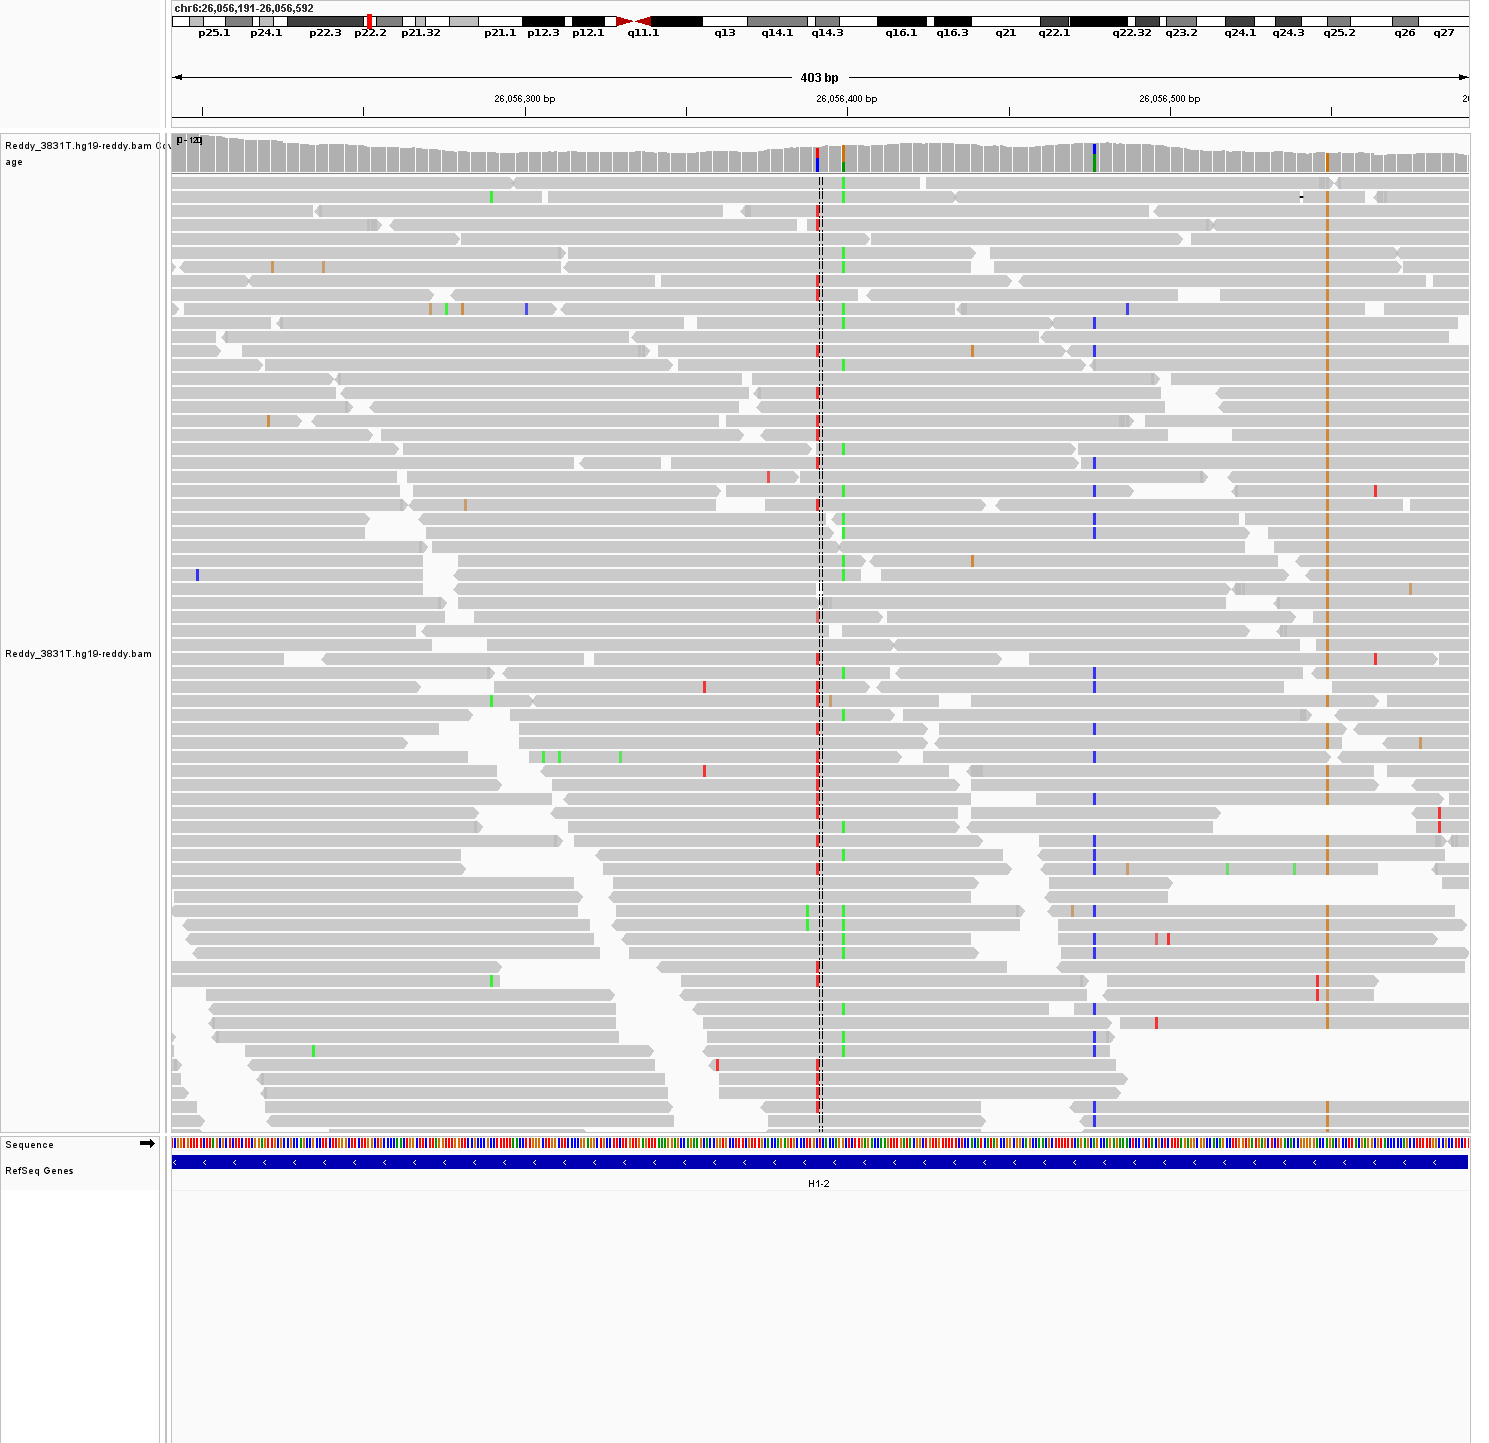 chr6:26,056,191-26,056,592
p25.1 p24.1 p22.3 p22.2 p21.32 p21.1 p12.3 p12.1 q11.1 q13 q14.1 q14.3 q16.1 q16.3 q21 q22.1 q22.32 q23.2 q24.1 q24.3 q25.2 q26 q27
403 bp
26,056,300 bp 26,056,400 bp 26,056,500 bp 20
[0 - 120]
Reddy_3831T.hg19-reddy.bam Cov
age
Reddy_3831T.hg19-reddy.bam
Sequence
RefSeq Genes
H1-2